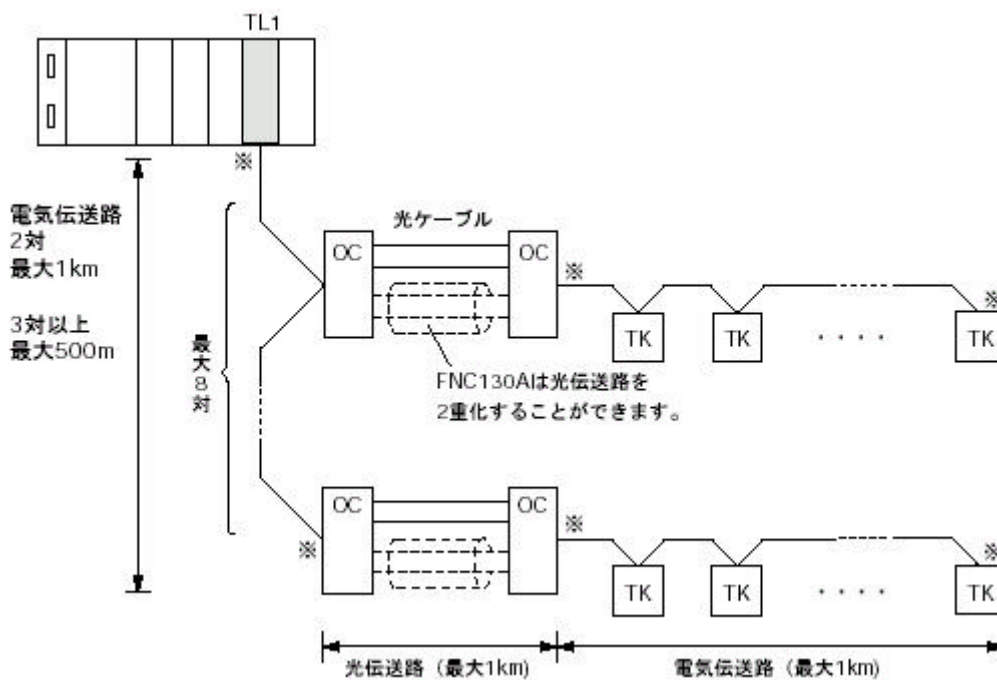 TL1
※
電気伝送路
2対
最大1km
3対以上
最大500m
最大8対
光ケーブル
OC
OC
※
※
TK
TK
・・・・
TK
FNC130Aは光伝送路を
2重化することができます。
OC
OC
※
※
※
TK
TK
・・・・
TK
光伝送路（最大1km）
電気伝送路（最大1km）